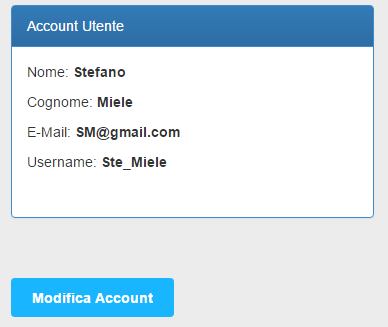 Account Utente
Nome: Stefano
Cognome: Miele
E-Mail: SM@gmail.com
Username: Ste_Miele
Modifica Account